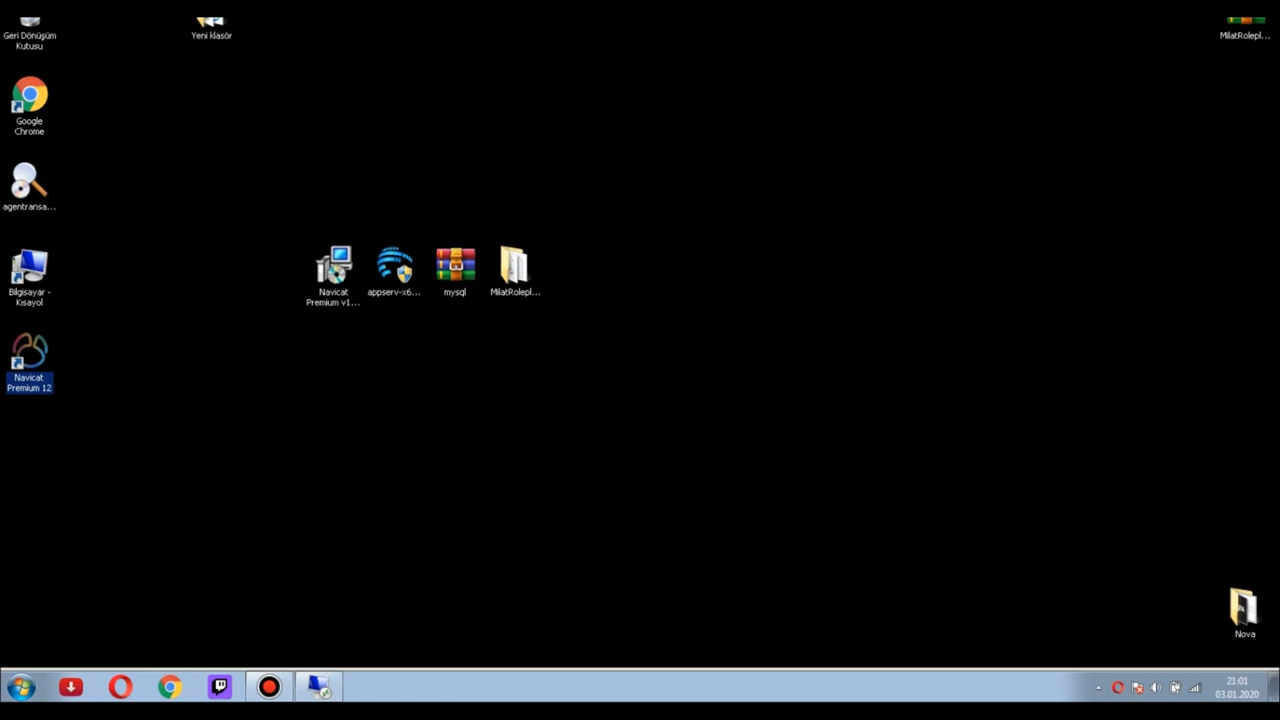 Geri Dönüşüm
Kutusu
Yeni klasör
MilatRolepl...
Google
Chrome
agentransa...
Bilgisayar -
Kısayol
Navicat
Premium v1...
appserv-x6...
mysql
MilatRolepl...
Navicat
Premium 12
Nova
21:01
03.01.2020